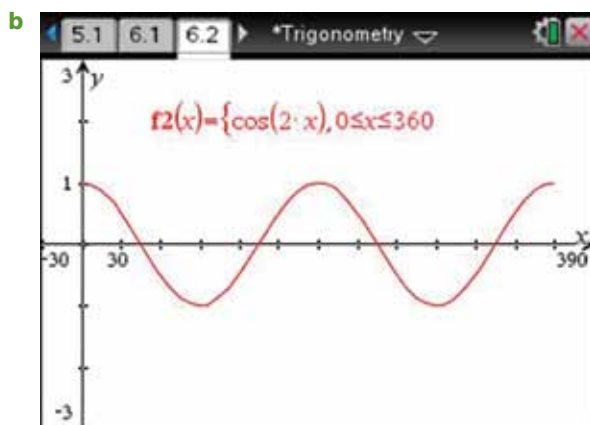 b
5.1 6.1 6.2 *Trigonometry
3 y
f2(x)={cos(2·x),0≤x≤360
1
x
-30 30 390
-3